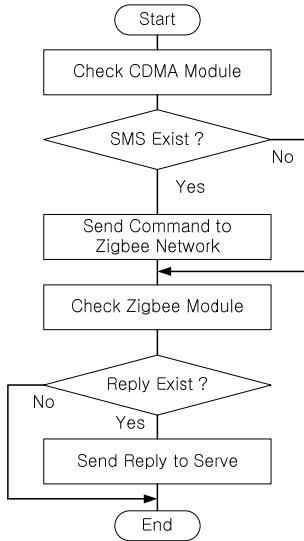 Start
Check CDMA Module
SMS Exist ?
No
Yes
Send Command to
Zigbee Network
Check Zigbee Module
Reply Exist ?
No
Yes
Send Reply to Serve
End